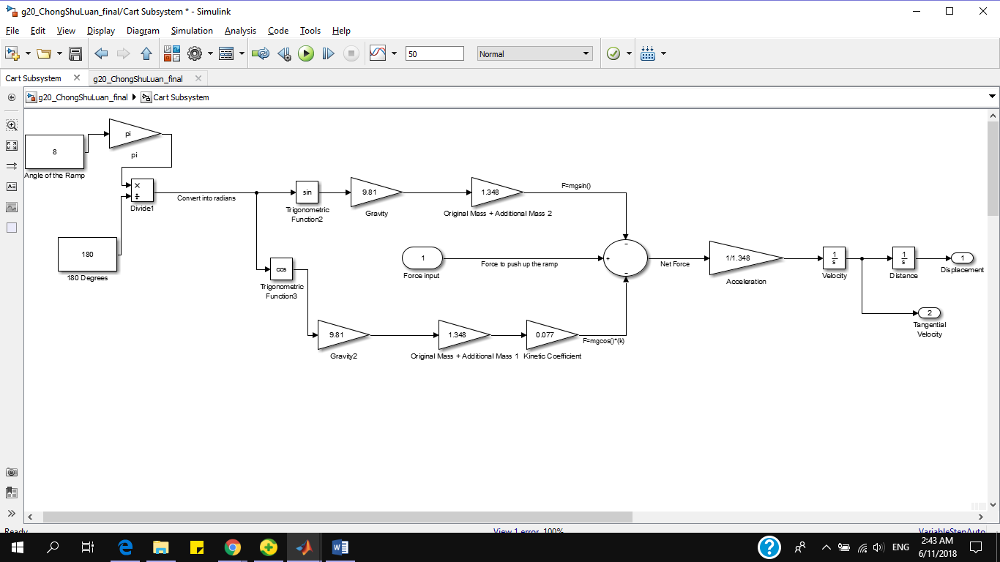 g20_ChongShuLuan_final/Cart Subsystem * - Simulink
File Edit View Display Diagram Simulation Analysis Code Tools Help
50 Normal
Cart Subsystem g20_ChongShuLuan_final
g20_ChongShuLuan_final Cart Subsystem
pi
8
pi
Angle of the Ramp
×
÷
Divide1
Convert into radians
sin
Trigonometric
Function2
9.81
Gravity
1.348
Original Mass + Additional Mass 2
F=mgsin()
180
180 Degrees
cos
Trigonometric
Function3
1
Force input
Force to push up the ramp
−
+
−
Net Force
1/1.348
Acceleration
1
s
Velocity
1
s
Distance
1
Displacement
2
Tangential
Velocity
9.81
Gravity2
1.348
Original Mass + Additional Mass 1
0.077
Kinetic Coefficient
F=mgcos()*(k)
Ready View 1 error 100% VariableStepAuto
ENG
2:43 AM
6/11/2018